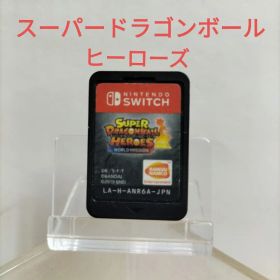 スーパードラゴンボール
ヒーローズ
NINTENDO
SWITCH
SUPER
DRAGONBALL
HEROES
WORLD MISSION
BANDAI
NAMCO
LA-H-ANR6A-JPN